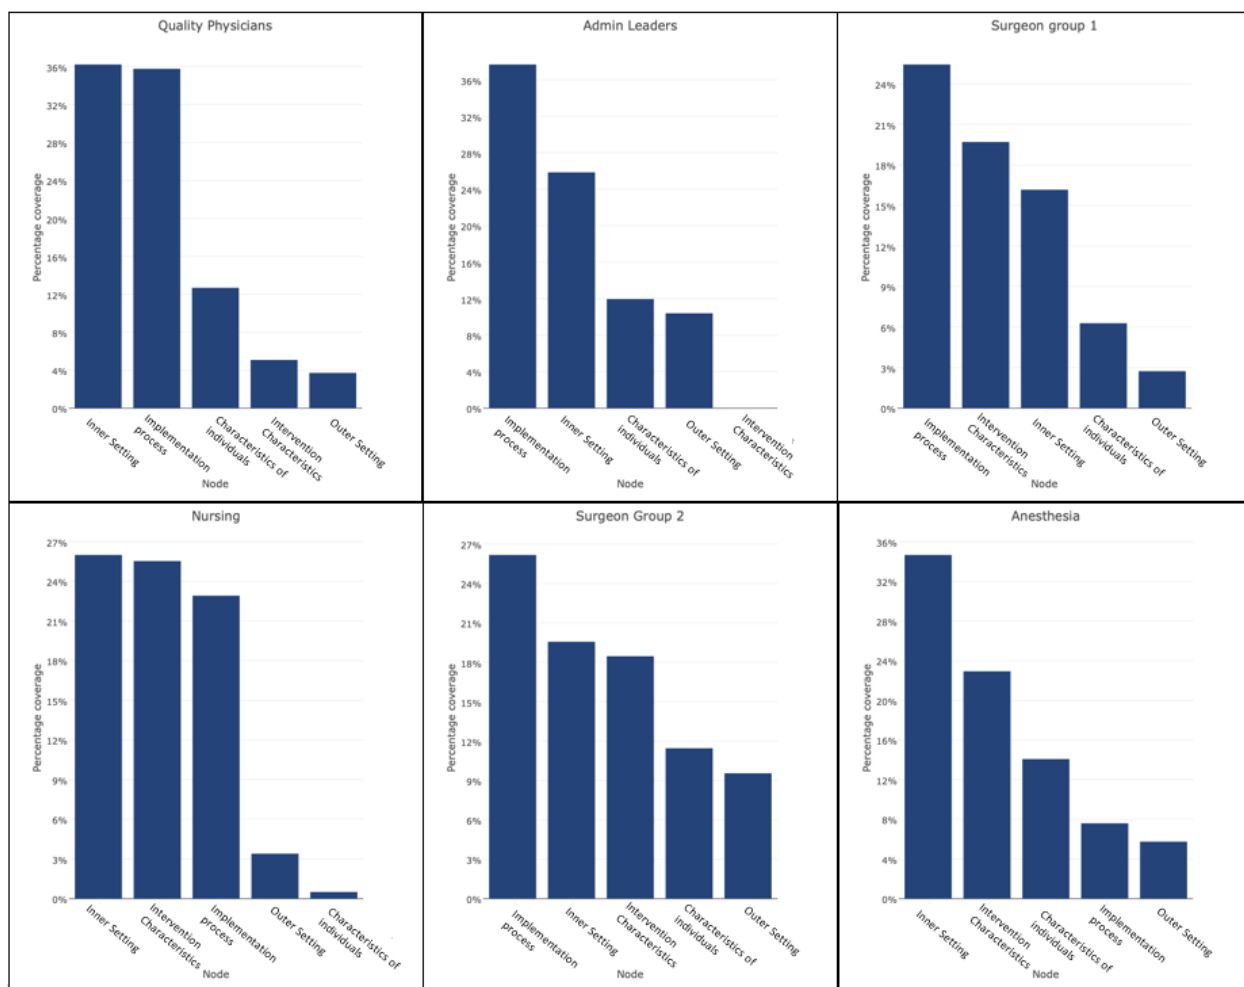 Quality Physicians
Percentage coverage
36%
32%
28%
24%
20%
16%
12%
8%
4%
0%
Inner Setting
Implementation
process
Characteristics of
individuals
Intervention
Characteristics
Outer Setting
Node
Admin Leaders
Percentage coverage
36%
32%
28%
24%
20%
16%
12%
8%
4%
0%
Implementation
process
Inner Setting
Characteristics of
individuals
Outer Setting
Intervention
Characteristics
Node
Surgeon group 1
Percentage coverage
24%
21%
18%
15%
12%
9%
6%
3%
0%
Implementation
process
Intervention
Characteristics
Inner Setting
Characteristics of
individuals
Outer Setting
Node
Nursing
Percentage coverage
27%
24%
21%
18%
15%
12%
9%
6%
3%
0%
Inner Setting
Intervention
Characteristics
Implementation
process
Outer Setting
Characteristics of
individuals
Node
Surgeon Group 2
Percentage coverage
27%
24%
21%
18%
15%
12%
9%
6%
3%
0%
Implementation
process
Inner Setting
Intervention
Characteristics
Characteristics of
individuals
Outer Setting
Node
Anesthesia
Percentage coverage
36%
32%
28%
24%
20%
16%
12%
8%
4%
0%
Inner Setting
Intervention
Characteristics
Characteristics of
individuals
Implementation
process
Outer Setting
Node